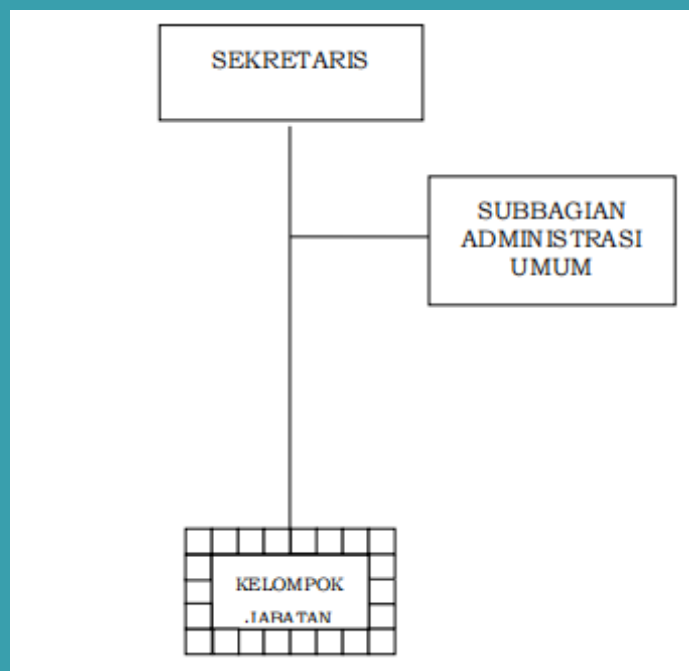 SEKRETARIS
SUBBAGIAN
ADMINISTRASI
UMUM
KELOMPOK
JABATAN